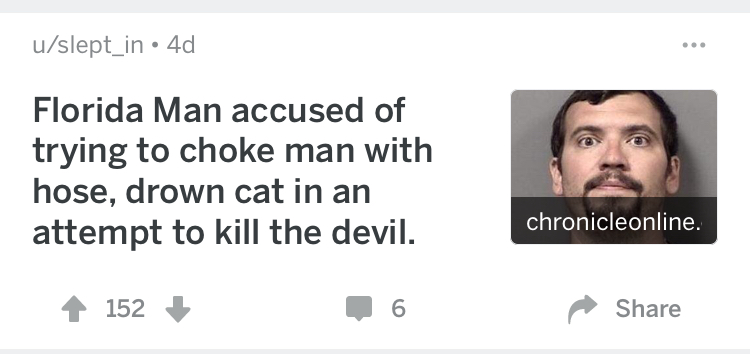 u/slept_in • 4d
Florida Man accused of
trying to choke man with
hose, drown cat in an
attempt to kill the devil.
chronicleonline.
152
6
Share